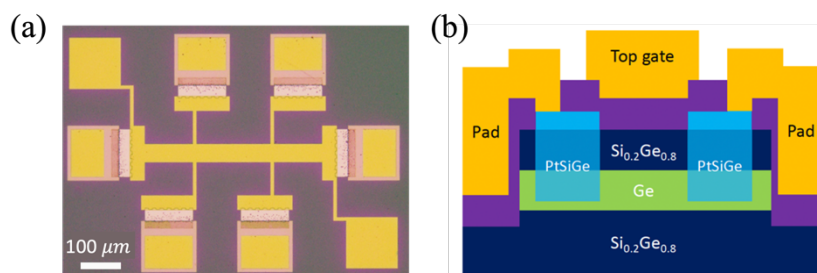 (a)
100 μm
(b)
Top gate
Pad
Pad
Si₀.₂Ge₀.₈
PtSiGe
PtSiGe
Ge
Si₀.₂Ge₀.₈